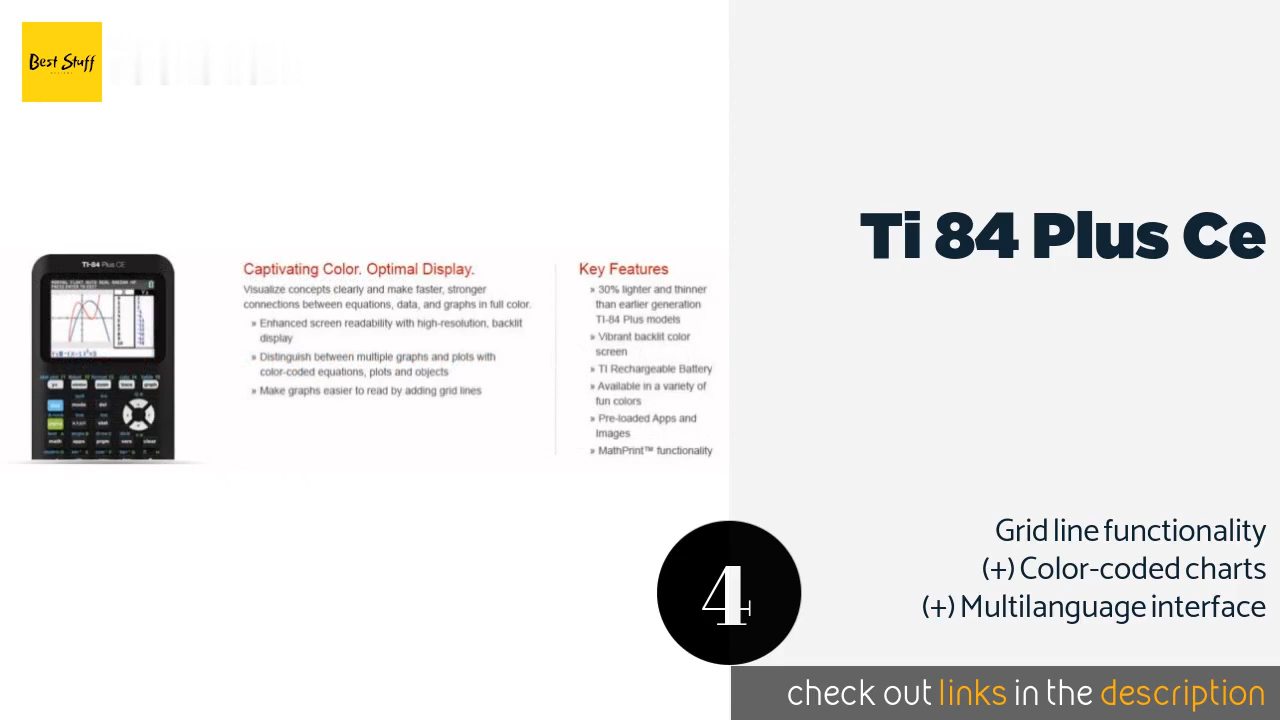 Best Stuff
Ti 84 Plus Ce
TI-84 Plus CE
Captivating Color. Optimal Display.
Visualize concepts clearly and make faster, stronger
connections between equations, data, and graphs in full color.
» Enhanced screen readability with high-resolution, backlit
display
» Distinguish between multiple graphs and plots with
color-coded equations, plots and objects
» Make graphs easier to read by adding grid lines
Key Features
» 30% lighter and thinner
than earlier generation
TI-84 Plus models
» Vibrant backlit color
screen
» TI Rechargeable Battery
» Available in a variety of
fun colors
» Pre-loaded Apps and
Images
» MathPrint™ functionality
4
Grid line functionality
(+) Color-coded charts
(+) Multilanguage interface
check out links in the description